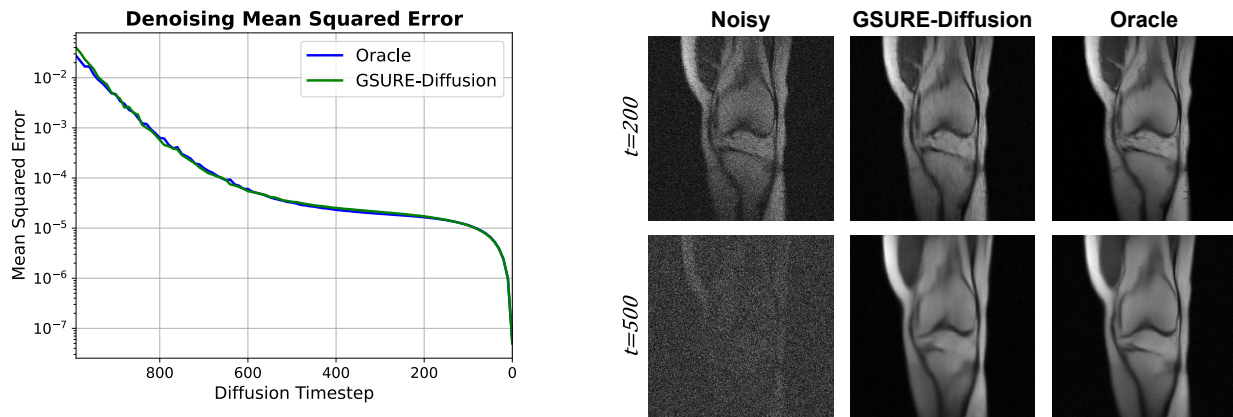 Denoising Mean Squared Error
Oracle
GSURE-Diffusion
10⁻²
10⁻³
10⁻⁴
10⁻⁵
10⁻⁶
10⁻⁷
Mean Squared Error
800 600 400 200 0
Diffusion Timestep
Noisy GSURE-Diffusion Oracle
t=200
t=500